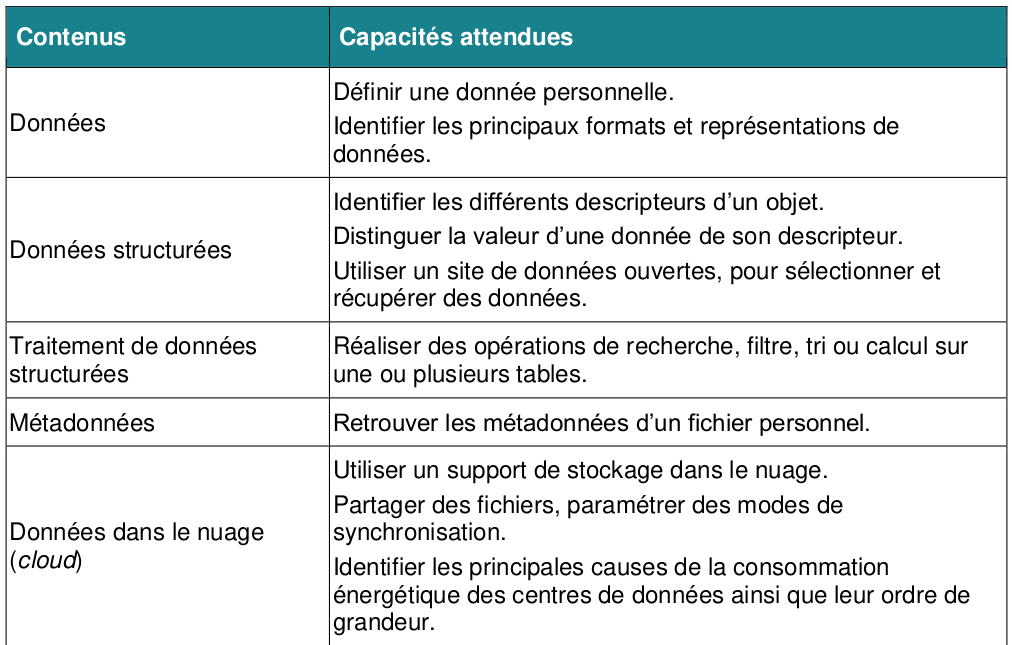 Contenus
Capacités attendues
Données
Définir une donnée personnelle.
Identifier les principaux formats et représentations de
données.
Données structurées
Identifier les différents descripteurs d’un objet.
Distinguer la valeur d’une donnée de son descripteur.
Utiliser un site de données ouvertes, pour sélectionner et
récupérer des données.
Traitement de données
structurées
Réaliser des opérations de recherche, filtre, tri ou calcul sur
une ou plusieurs tables.
Métadonnées
Retrouver les métadonnées d’un fichier personnel.
Données dans le nuage
(cloud)
Utiliser un support de stockage dans le nuage.
Partager des fichiers, paramétrer des modes de
synchronisation.
Identifier les principales causes de la consommation
énergétique des centres de données ainsi que leur ordre de
grandeur.